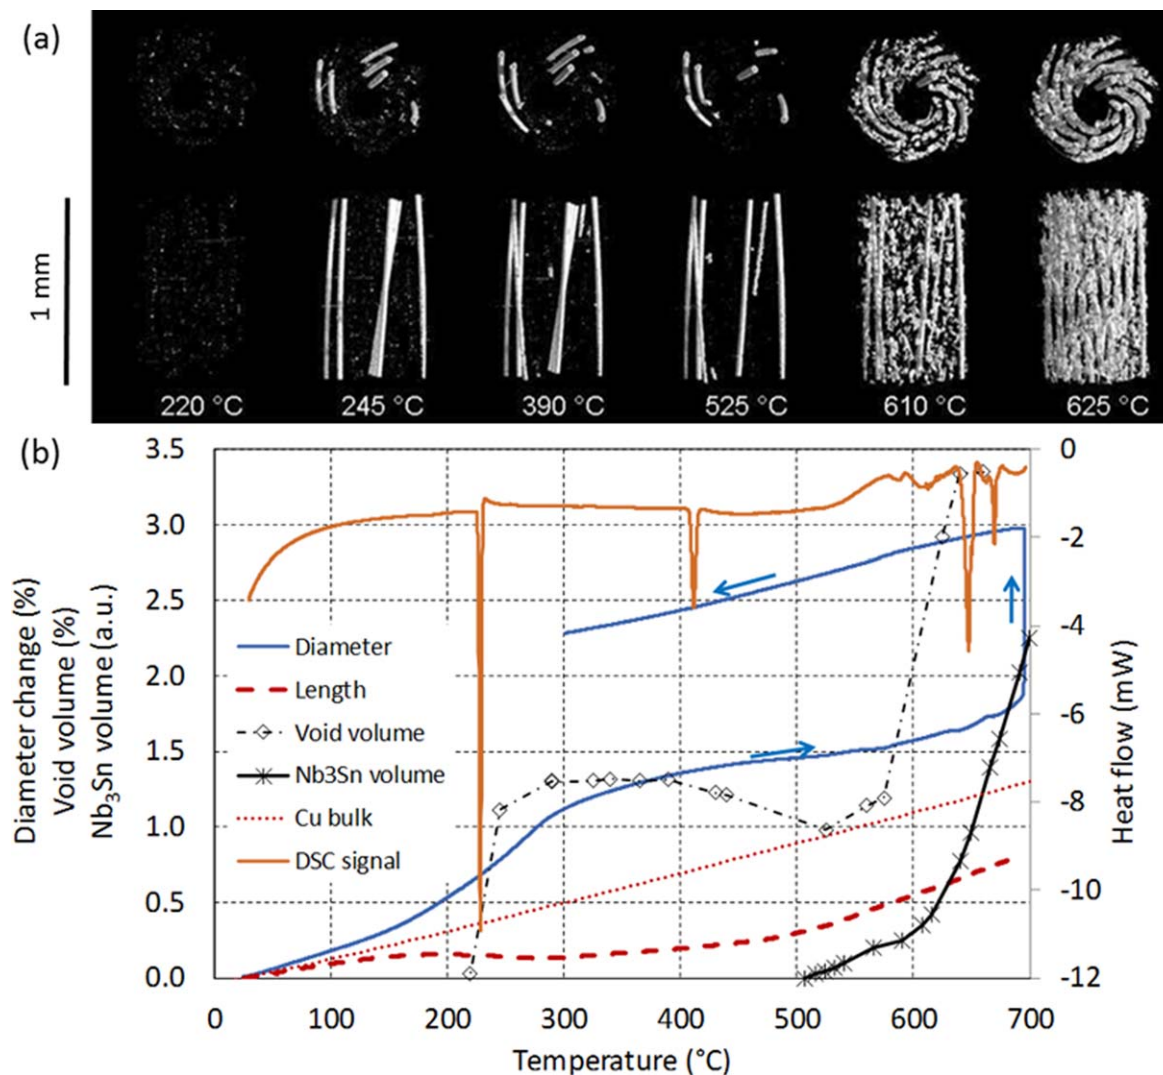 (a)
1 mm
220 °C 245 °C 390 °C 525 °C 610 °C 625 °C
(b)
Diameter change (%)
Void volume (%)
Nb₃Sn volume (a.u.)
3.5
3.0
2.5
2.0
1.5
1.0
0.5
0.0
Diameter
Length
Void volume
Nb3Sn volume
Cu bulk
DSC signal
0
-2
-4
-6
-8
-10
-12
Heat flow (mW)
0 100 200 300 400 500 600 700
Temperature (°C)